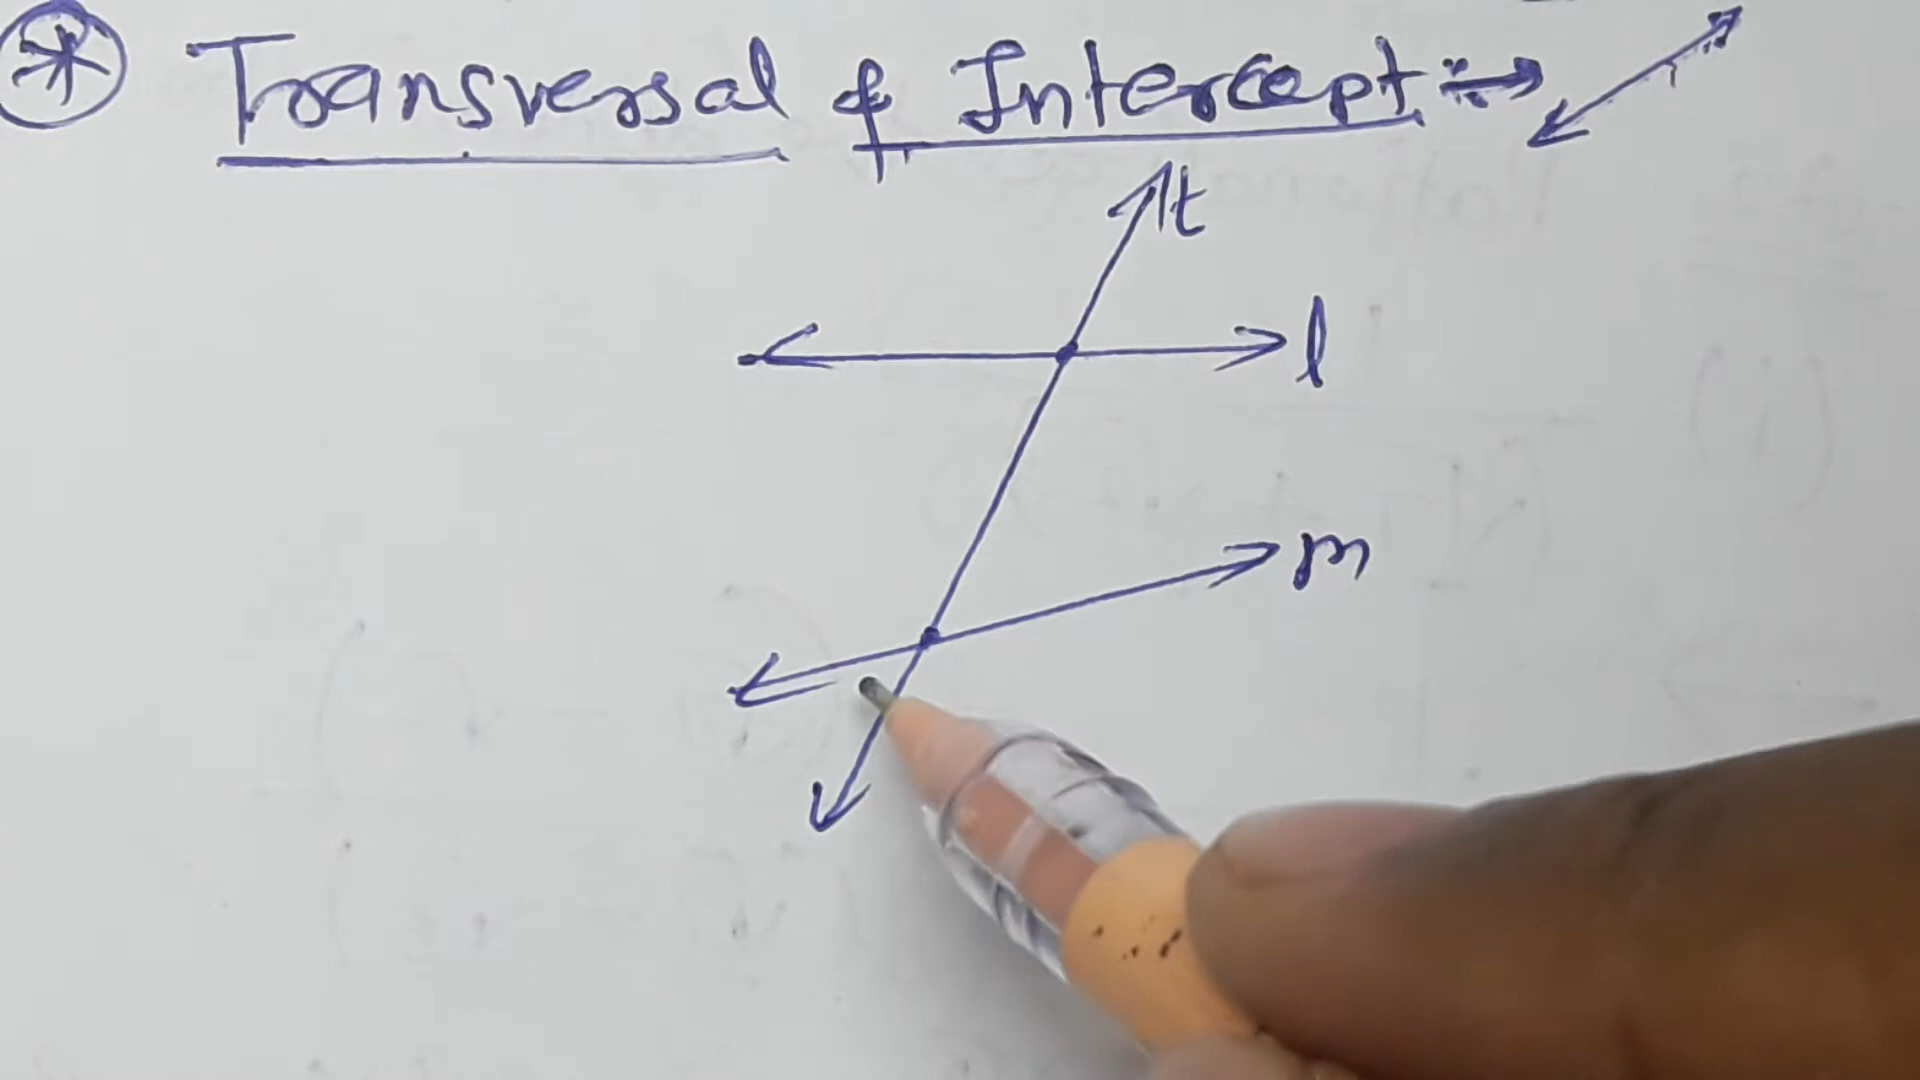 Transversal & Intercept :→
t
l
m